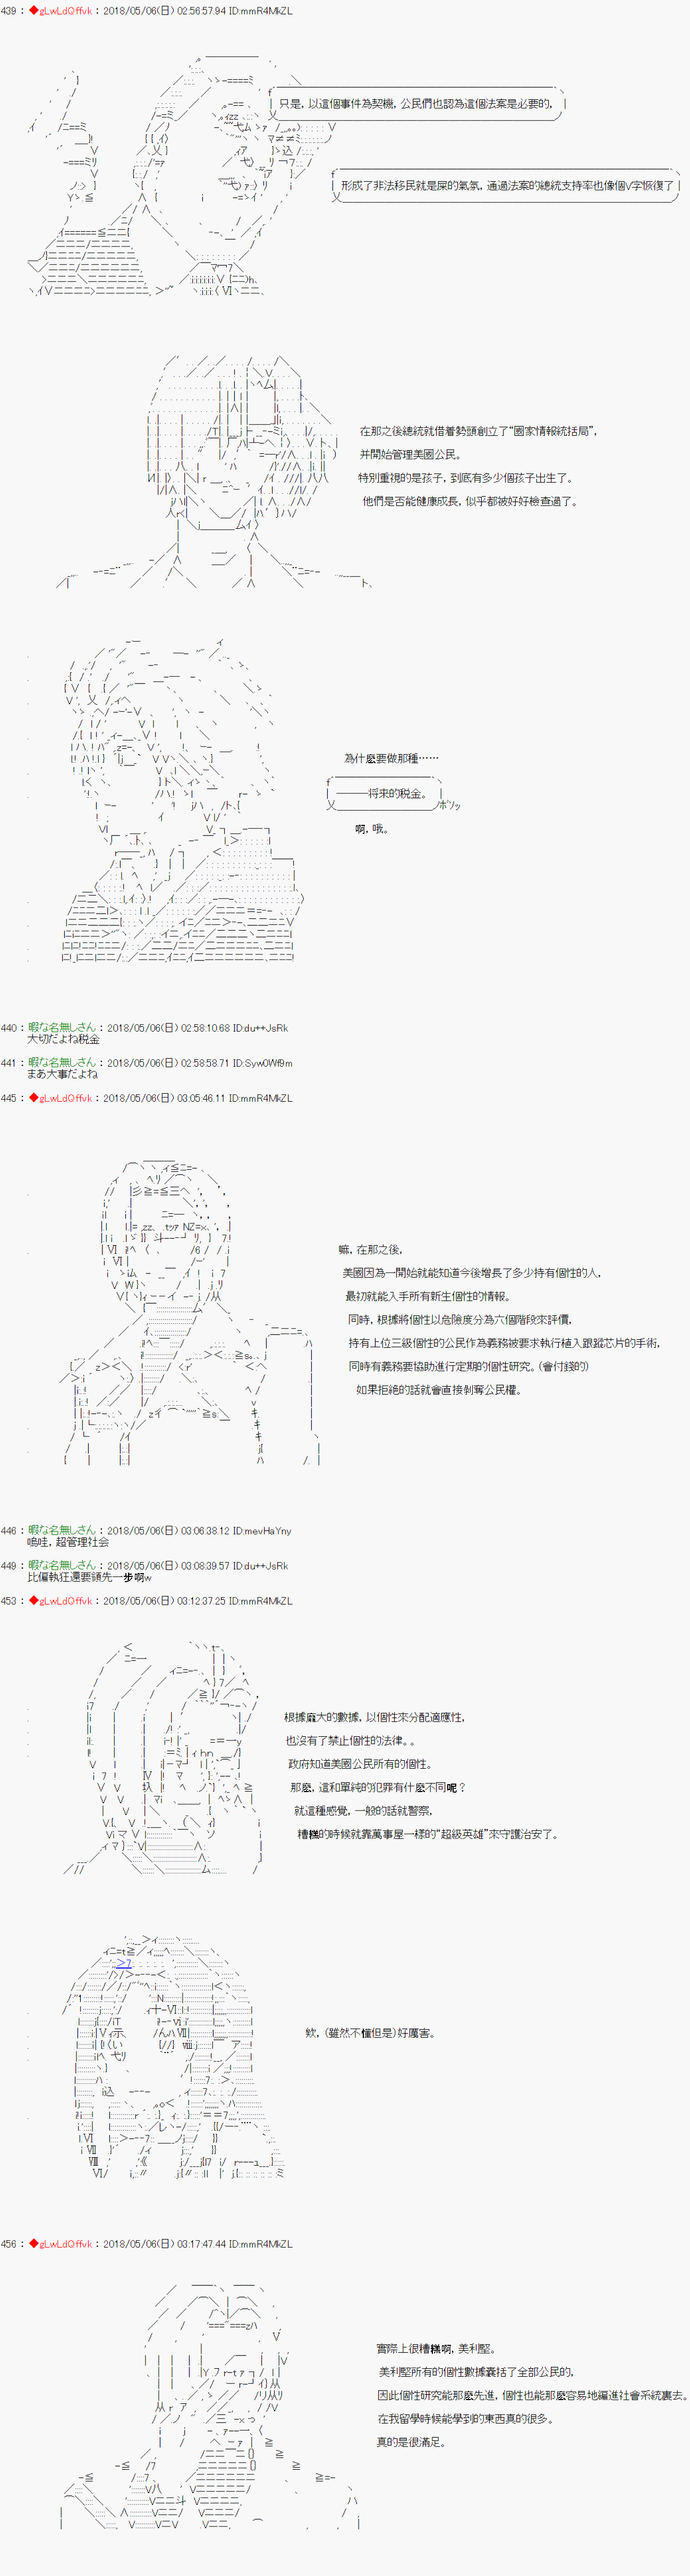 439 ： ◆gLwLdQffvk ： 2018/05/06(日) 02:56:57.94 ID:mmR4MkZL
只是，以這個事件為契機，公民們也認為這個法案是必要的，
形成了非法移民就是屎的氣氛，通過法案的總統支持率也像個V字恢復了
在那之後總統就借着勢頭創立了“國家情報統括局”，
并開始管理美國公民。
特別重視的是孩子，到底有多少個孩子出生了。
他們是否能健康成長，似乎都被好好檢查過了。
為什麼要做那種……
―――将来的税金。
ノボソッ
啊，哦。
440 ： 暇な名無しさん ： 2018/05/06(日) 02:58:10.68 ID:du++JsRk
大切だよね税金
441 ： 暇な名無しさん ： 2018/05/06(日) 02:58:58.71 ID:Syw0Wf9m
まあ大事だよね
445 ： ◆gLwLdQffvk ： 2018/05/06(日) 03:05:46.11 ID:mmR4MkZL
嘛，在那之後，
美國因為一開始就能知道今後增長了多少持有個性的人，
最初就能入手所有新生個性的情報。
同時，根據將個性以危險度分為六個階段來評價，
持有上位三級個性的公民作為義務被要求執行植入跟蹤芯片的手術，
同時有義務要協助進行定期的個性研究。（會付錢的）
如果拒絕的話就會直接剝奪公民權。
446 ： 暇な名無しさん ： 2018/05/06(日) 03:06:38.12 ID:mevHaYny
嗚哇，超管理社会
449 ： 暇な名無しさん ： 2018/05/06(日) 03:08:39.57 ID:du++JsRk
比偏執狂還要領先一步啊w
453 ： ◆gLwLdQffvk ： 2018/05/06(日) 03:12:37.25 ID:mmR4MkZL
根據龐大的數據，以個性來分配適應性，
也沒有了禁止個性的法律。。
政府知道美國公民所有的個性。
那麼，這和單純的犯罪有什麼不同呢？
就這種感覺，一般的話就警察，
糟糕的時候就靠萬事屋一樣的“超級英雄”來守護治安了。
欸，（雖然不懂但是）好厲害。
456 ： ◆gLwLdQffvk ： 2018/05/06(日) 03:17:47.44 ID:mmR4MkZL
實際上很糟糕啊，美利堅。
美利堅所有的個性數據囊括了全部公民的，
因此個性研究能那麼先進，個性也能那麼容易地編進社會系統裏去。
在我留學時候能學到的東西真的很多。
真的是很滿足。